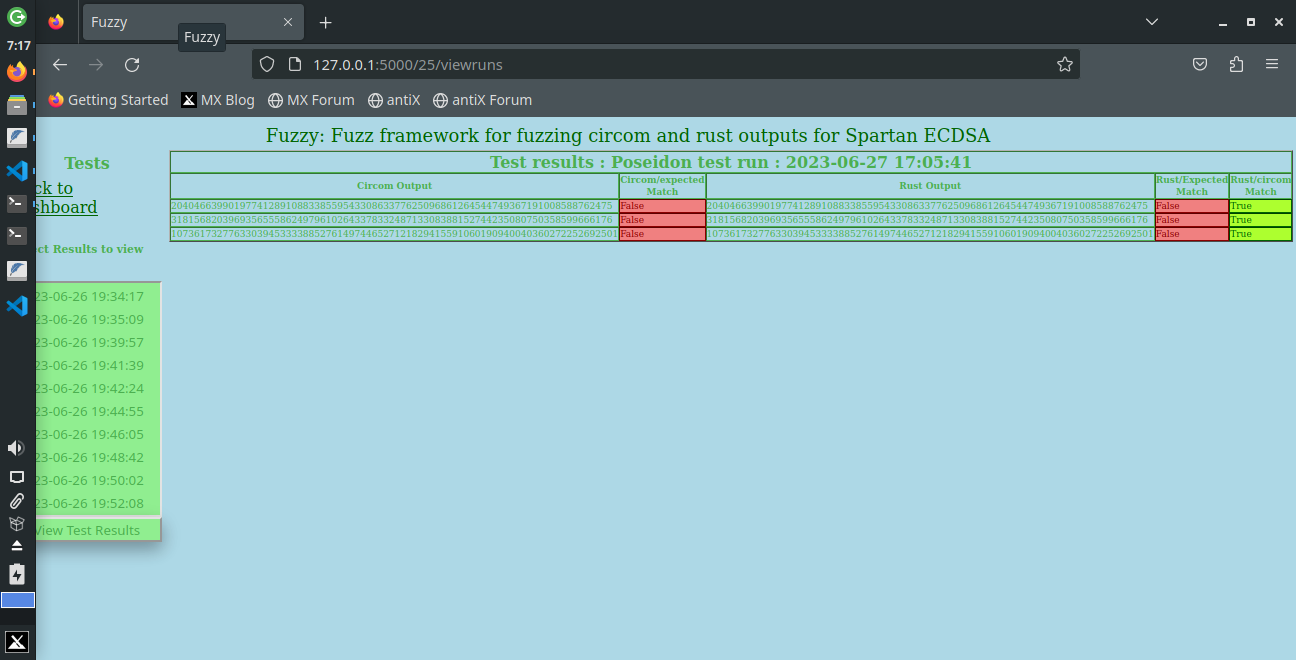 7:17
Fuzzy
Fuzzy
127.0.0.1:5000/25/viewruns
Getting Started MX Blog MX Forum antiX antiX Forum
Fuzzy: Fuzz framework for fuzzing circom and rust outputs for Spartan ECDSA
Tests
ck to
shboard
ct Results to view
23-06-26 19:34:17
23-06-26 19:35:09
23-06-26 19:39:57
23-06-26 19:41:39
23-06-26 19:42:24
23-06-26 19:44:55
23-06-26 19:46:05
23-06-26 19:48:42
23-06-26 19:50:02
23-06-26 19:52:08
View Test Results
Test results : Poseidon test run : 2023-06-27 17:05:41
Circom Output Circom/expected Match Rust Output Rust/Expected Match Rust/circom Match
20404663990197741289108833855954330863377625096861264544749367191008588762475 False 20404663990197741289108833855954330863377625096861264544749367191008588762475 False True
31815682039693565558624979610264337833248713308388152744235080750358599666176 False 31815682039693565558624979610264337833248713308388152744235080750358599666176 False True
107361732776330394533338852761497446527121829415591060190940040360272252692501 False 107361732776330394533338852761497446527121829415591060190940040360272252692501 False True